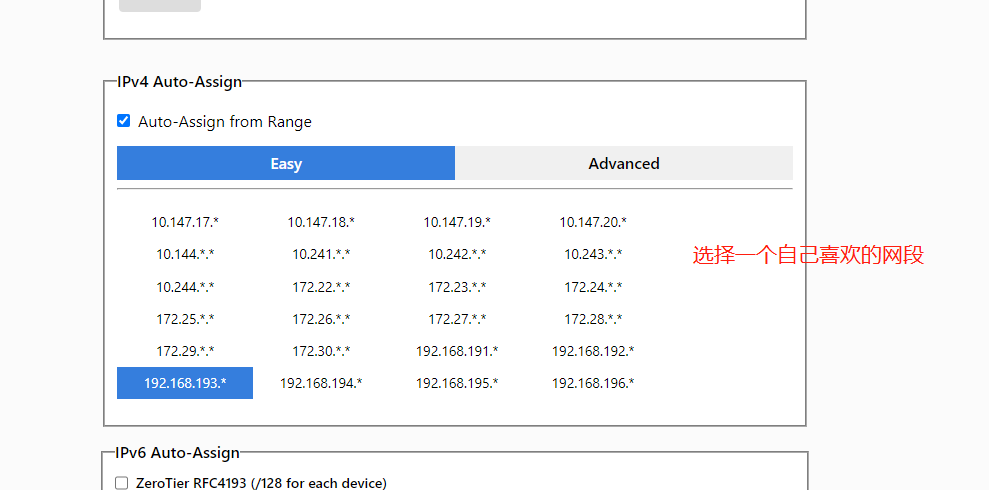 IPv4 Auto-Assign
Auto-Assign from Range
Easy Advanced
10.147.17.* 10.147.18.* 10.147.19.* 10.147.20.*
10.144.*.* 10.241.*.* 10.242.*.* 10.243.*.*
选择一个自己喜欢的网段
10.244.*.* 172.22.*.* 172.23.*.* 172.24.*.*
172.25.*.* 172.26.*.* 172.27.*.* 172.28.*.*
172.29.*.* 172.30.*.* 192.168.191.* 192.168.192.*
192.168.193.* 192.168.194.* 192.168.195.* 192.168.196.*
IPv6 Auto-Assign
ZeroTier RFC4193 (/128 for each device)